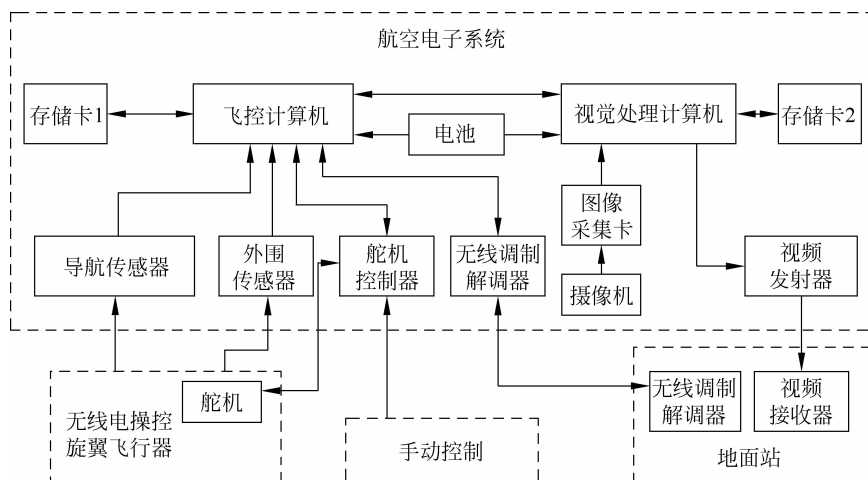 航空电子系统
存储卡1
飞控计算机
电池
视觉处理计算机
存储卡2
图像
采集卡
导航传感器
外围
传感器
舵机
控制器
无线调制
解调器
摄像机
视频
发射器
无线电操控
旋翼飞行器
舵机
手动控制
无线调制
解调器
视频
接收器
地面站